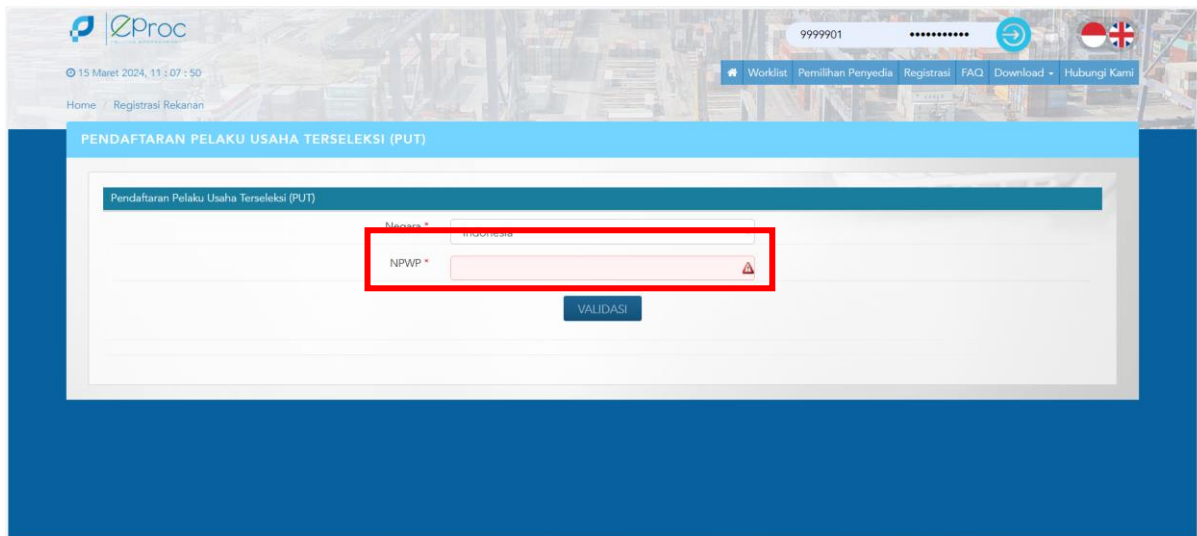 eProc
9999901 •••••••••••
15 Maret 2024, 11 : 07 : 50
Worklist Pemilihan Penyedia Registrasi FAQ Download Hubungi Kami
Home / Registrasi Rekanan
PENDAFTARAN PELAKU USAHA TERSELEKSI (PUT)
Pendaftaran Pelaku Usaha Terseleksi (PUT)
Negara * Indonesia
NPWP *
VALIDASI